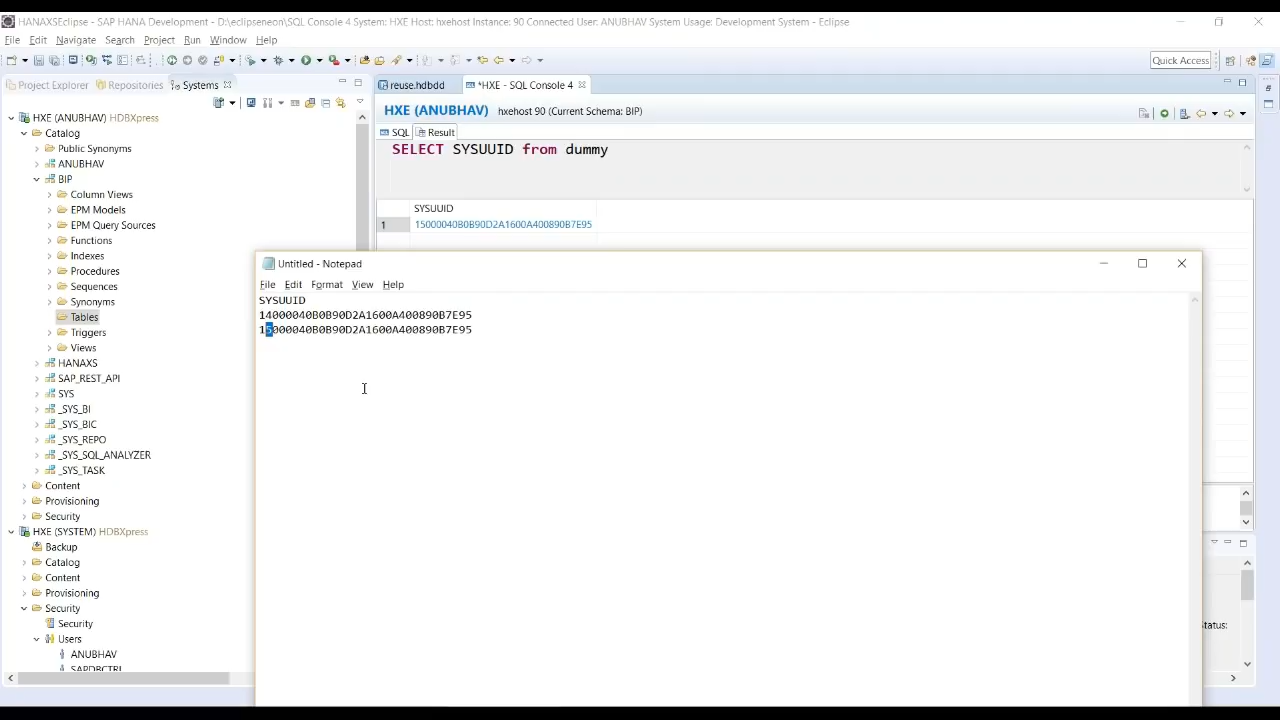 HANAXSEclipse - SAP HANA Development - D:\eclipseneon\SQL Console 4 System: HXE Host: hxehost Instance: 90 Connected User: ANUBHAV System Usage: Development System - Eclipse
File Edit Navigate Search Project Run Window Help
Quick Access
Project Explorer Repositories Systems
reuse.hdbdd *HXE - SQL Console 4
HXE (ANUBHAV) hxehost 90 (Current Schema: BIP)
SQL Result
SELECT SYSUUID from dummy
SYSUUID
1 15000040B0B90D2A1600A400890B7E95
HXE (ANUBHAV) HDBXpress
Catalog
Public Synonyms
ANUBHAV
BIP
Column Views
EPM Models
EPM Query Sources
Functions
Indexes
Procedures
Sequences
Synonyms
Tables
Triggers
Views
HANAXS
SAP_REST_API
SYS
_SYS_BI
_SYS_BIC
_SYS_REPO
_SYS_SQL_ANALYZER
_SYS_TASK
Content
Provisioning
Security
HXE (SYSTEM) HDBXpress
Backup
Catalog
Content
Provisioning
Security
Security
Users
ANUBHAV
SAPDBCTRL
Untitled - Notepad
File Edit Format View Help
SYSUUID
14000040B0B90D2A1600A400890B7E95
15000040B0B90D2A1600A400890B7E95
Status: